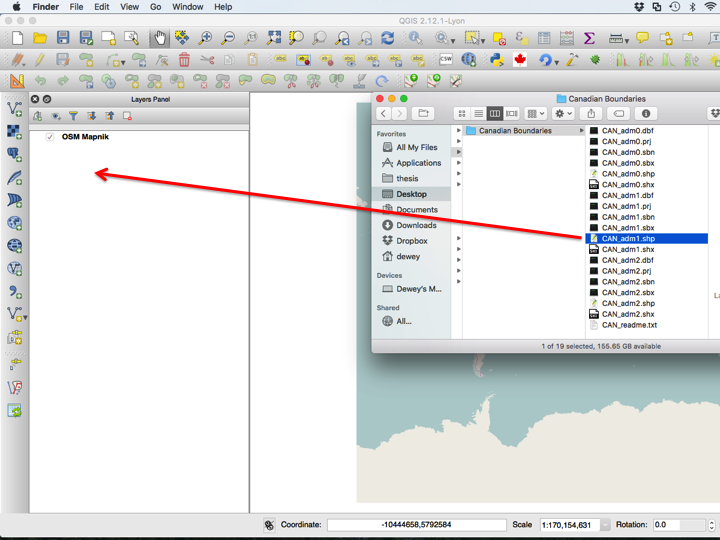 Finder File Edit View Go Window Help
QGIS 2.12.1-Lyon
CSW
Layers Panel
OSM Mapnik
Canadian Boundaries
Favorites
All My Files
Applications
thesis
Desktop
Documents
Downloads
Dropbox
dewey
Devices
Dewey's M...
Shared
All...
Canadian Boundaries
CAN_adm0.dbf
CAN_adm0.prj
CAN_adm0.sbn
CAN_adm0.sbx
CAN_adm0.shp
CAN_adm0.shx
CAN_adm1.dbf
CAN_adm1.prj
CAN_adm1.sbn
CAN_adm1.sbx
CAN_adm1.shp
CAN_adm1.shx
CAN_adm2.dbf
CAN_adm2.prj
CAN_adm2.sbn
CAN_adm2.sbx
CAN_adm2.shp
CAN_adm2.shx
CAN_readme.txt
La
1 of 19 selected, 155.65 GB available
Coordinate: -10444658,5792584 Scale 1:170,154,631 Rotation: 0.0